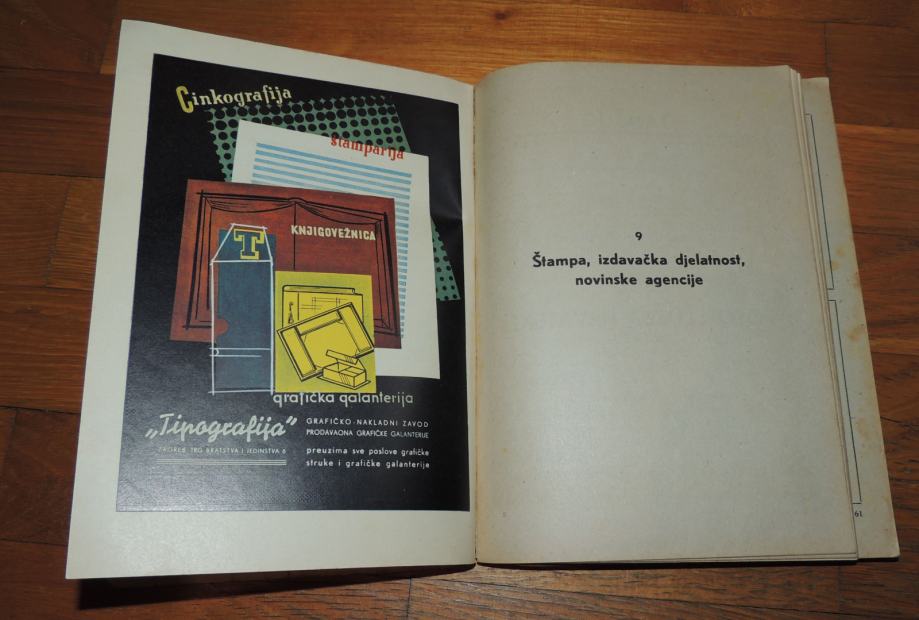 Cinkografija
štamparija
KNJIGOVEŽNICA
T
grafička galanterija
„Tipografija"
ZAGREB, TRG BRATSTVA I JEDINSTVA 6
GRAFIČKO-NAKLADNI ZAVOD
PRODAVAONA GRAFIČKE GALANTERIJE
preuzima sve poslove grafičke
struke i grafičke galanterije
9
Štampa, izdavačka djelatnost,
novinske agencije
61